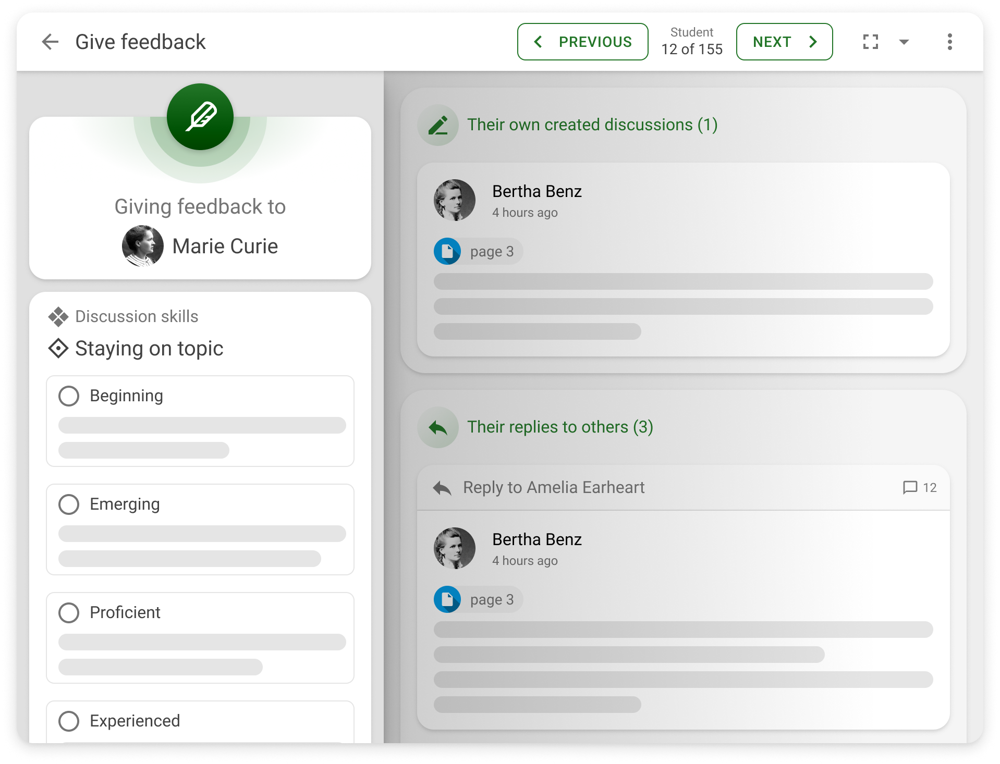 Give feedback
PREVIOUS
Student
12 of 155
NEXT
Giving feedback to
Marie Curie
Discussion skills
Staying on topic
Beginning
Emerging
Proficient
Experienced
Their own created discussions (1)
Bertha Benz
4 hours ago
page 3
Their replies to others (3)
Reply to Amelia Earheart
12
Bertha Benz
4 hours ago
page 3